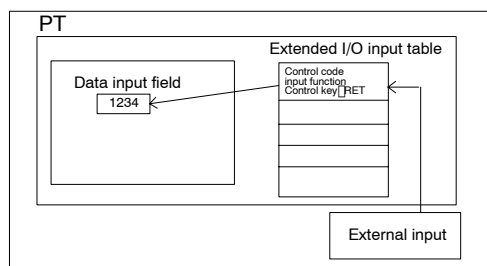 PT
Extended I/O input table
Data input field
1234
Control code
input function
Control key RET
External input